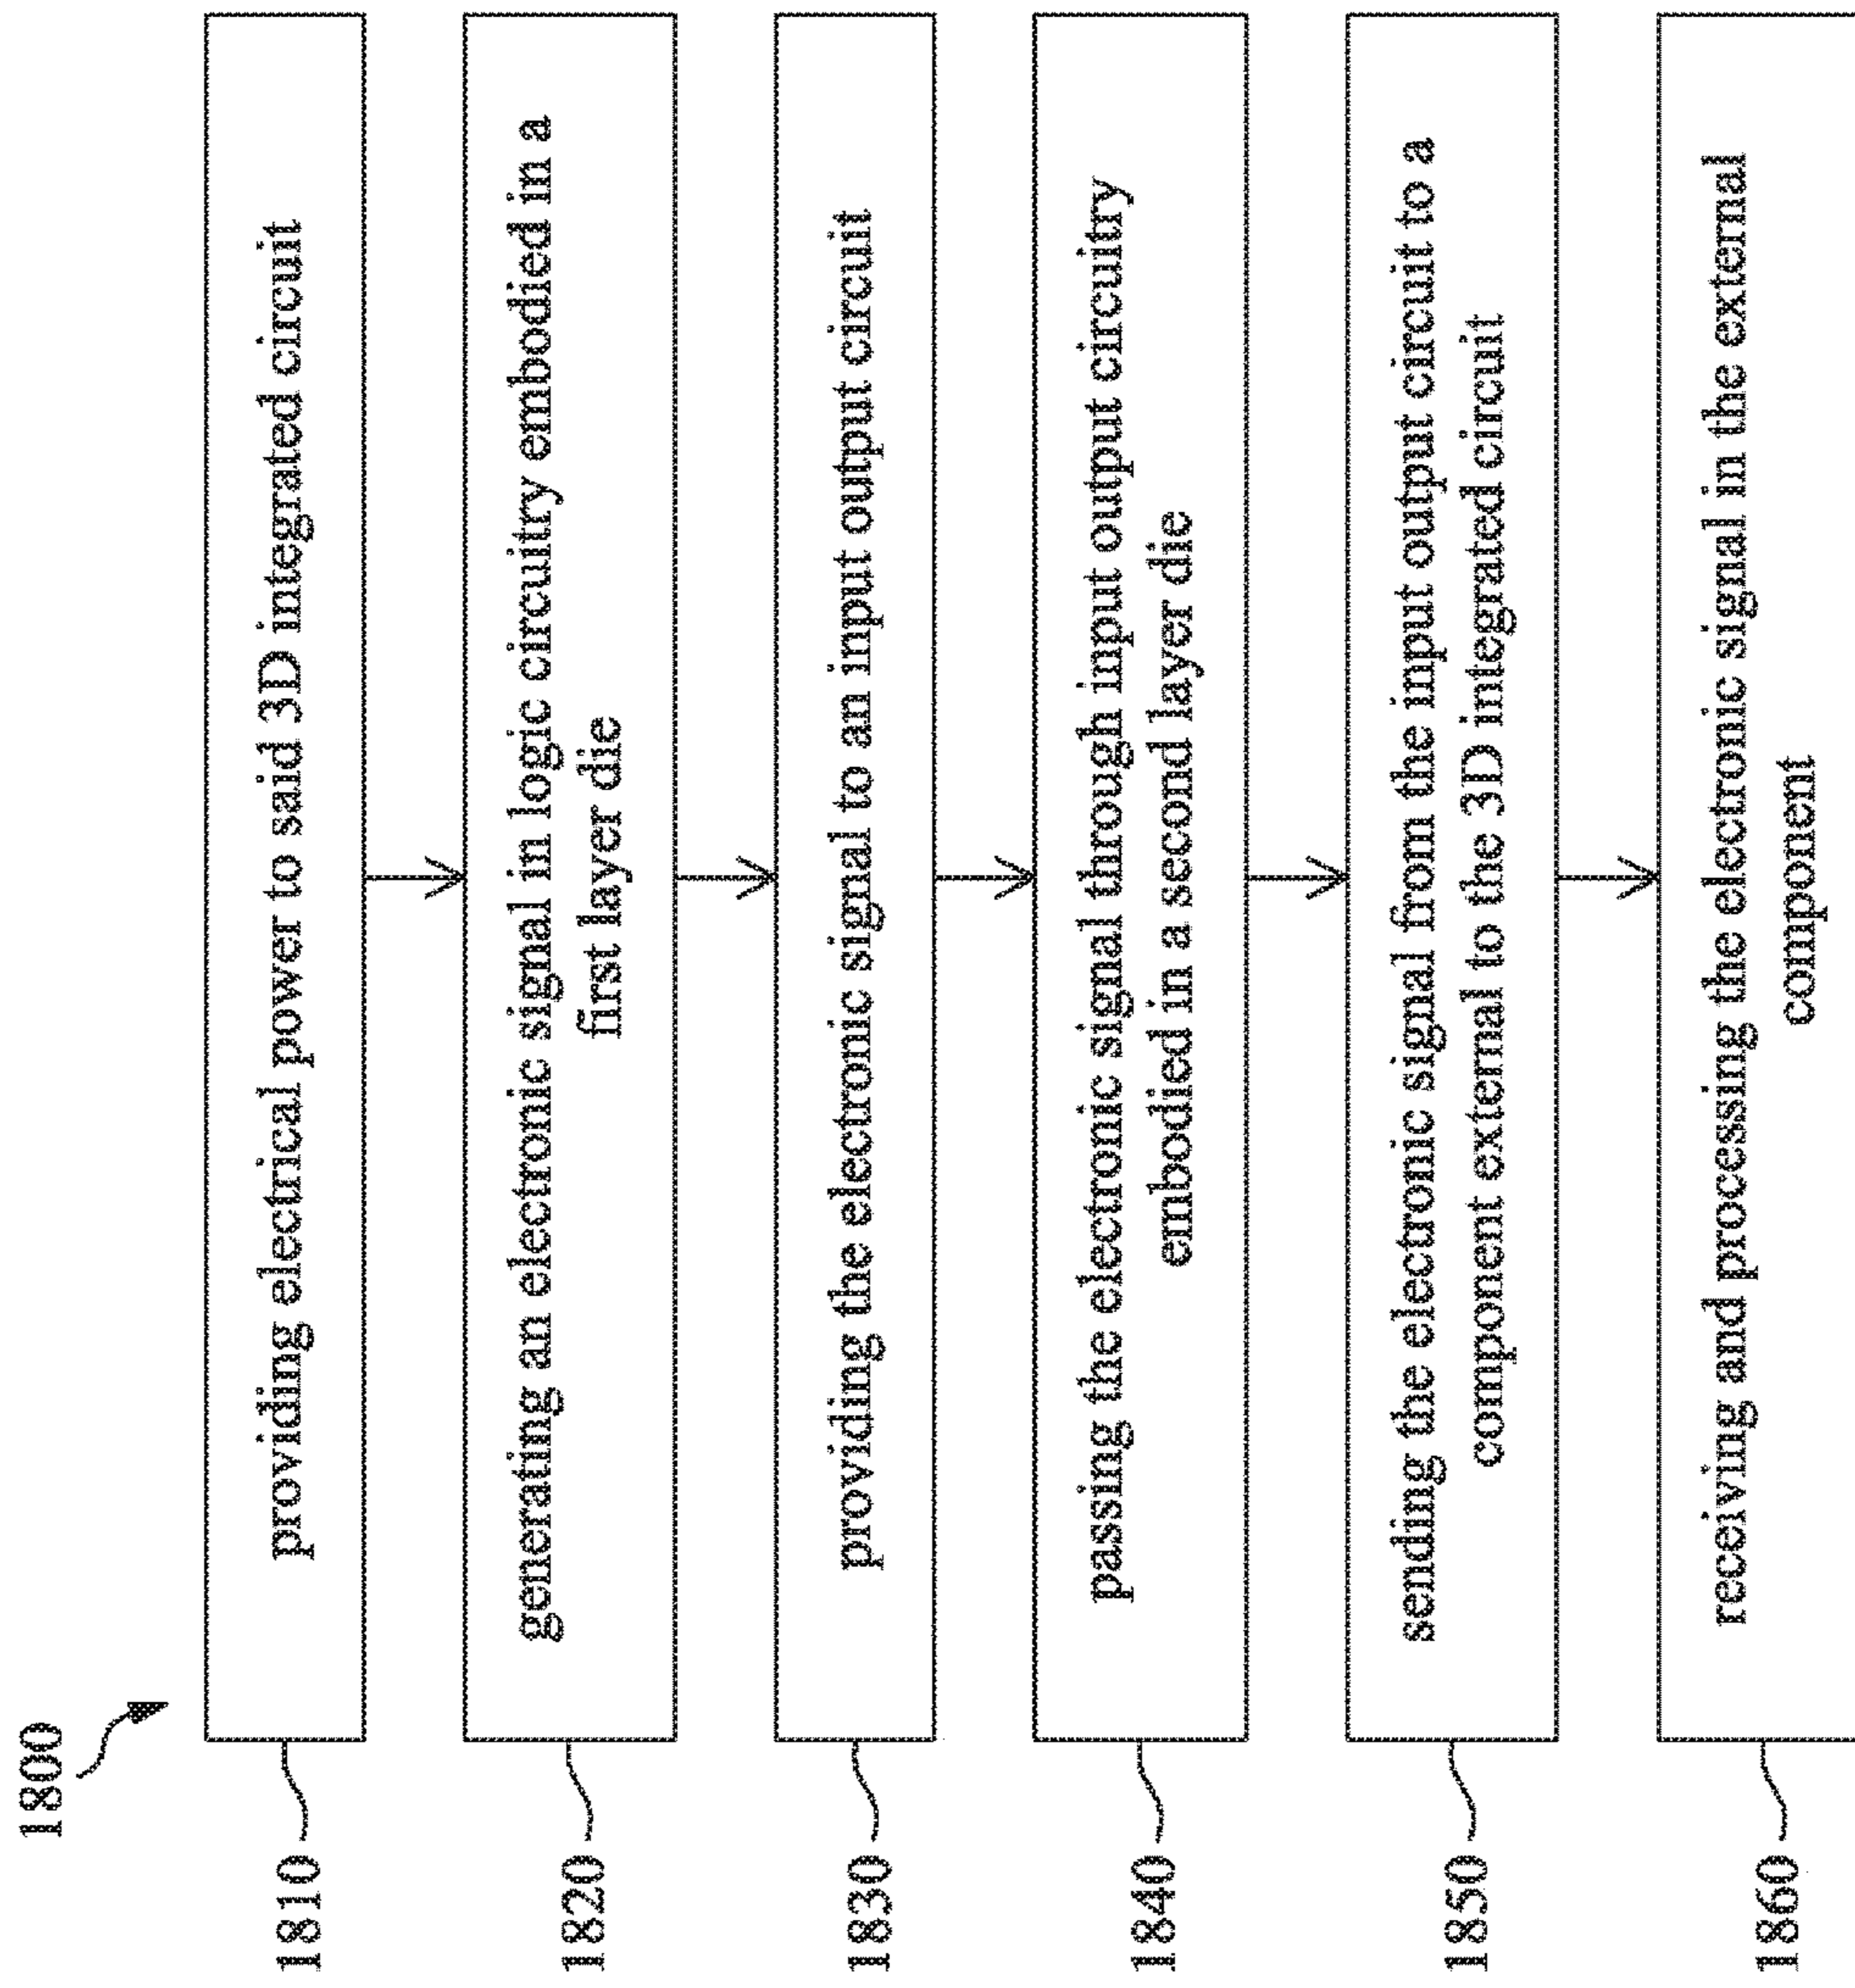 1800
1810
providing electrical power to said 3D integrated circuit
1820
generating an electronic signal in logic circuitry embodied in a
first layer die
1830
providing the electronic signal to an input output circuit
1840
passing the electronic signal through input output circuitry
embodied in a second layer die
1850
sending the electronic signal from the input output circuit to a
component external to the 3D integrated circuit
1860
receiving and processing the electronic signal in the external
component